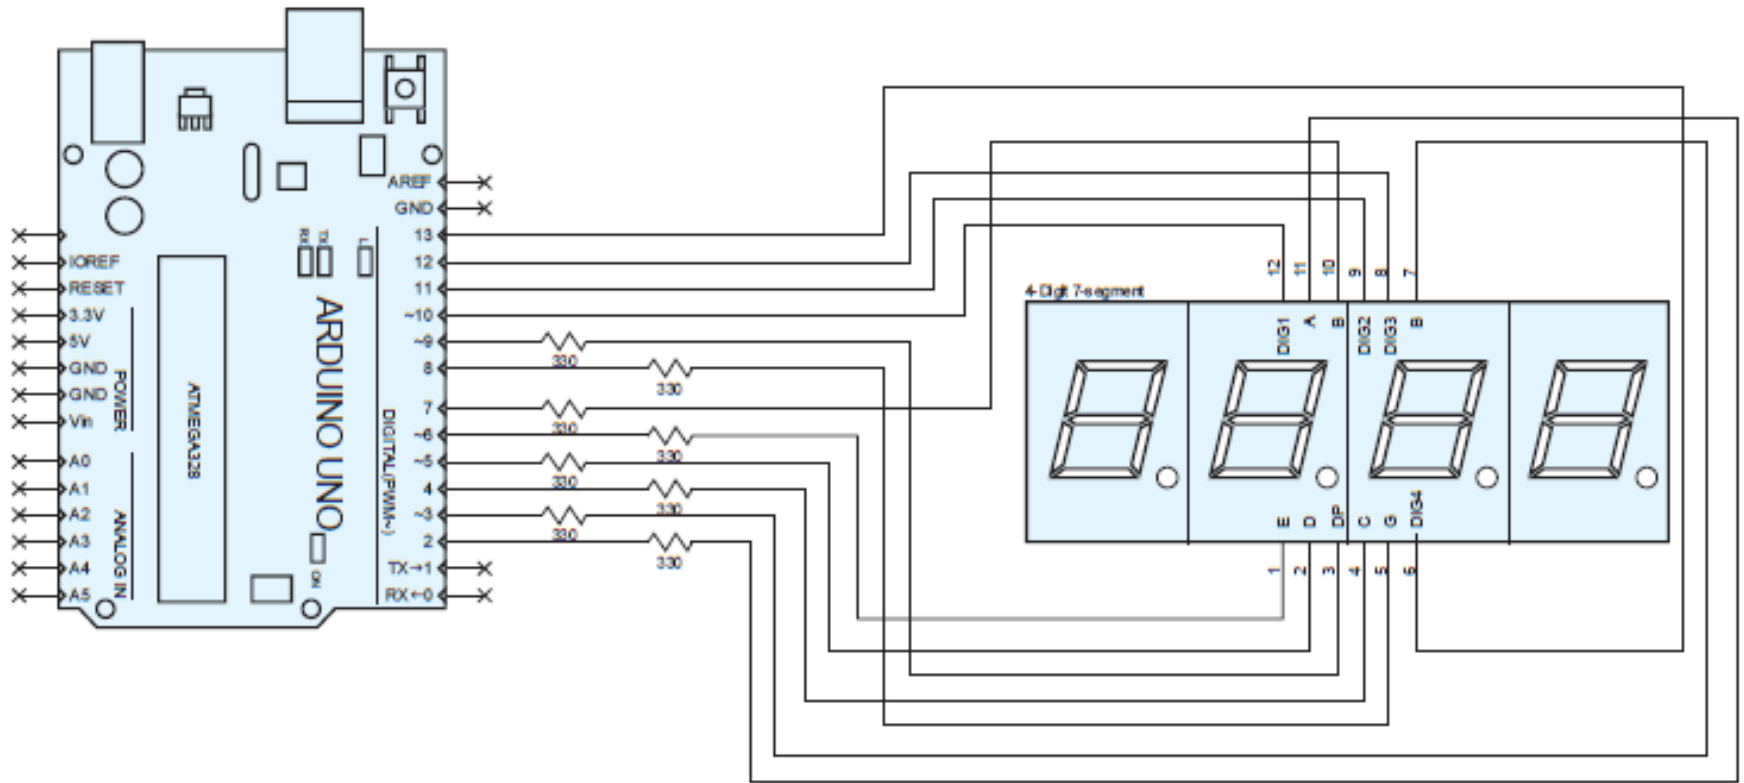 AREF
GND
13
12
11
~10
~9
8
7
~6
~5
4
~3
2
TX→1
RX←0
IOREF
RESET
3.3V
5V
GND
GND
Vin
A0
A1
A2
A3
A4
A5
POWER
ANALOG IN
ATMEGA328
RX
TX
L
ARDUINO UNO
DIGITAL(PWM~)
ON
330
330
330
330
330
330
330
330
4-Digit 7-segment
12
11
10
9
8
7
DIG1
A
B
DIG2
DIG3
B
E
D
DP
C
G
DIG4
1
2
3
4
5
6